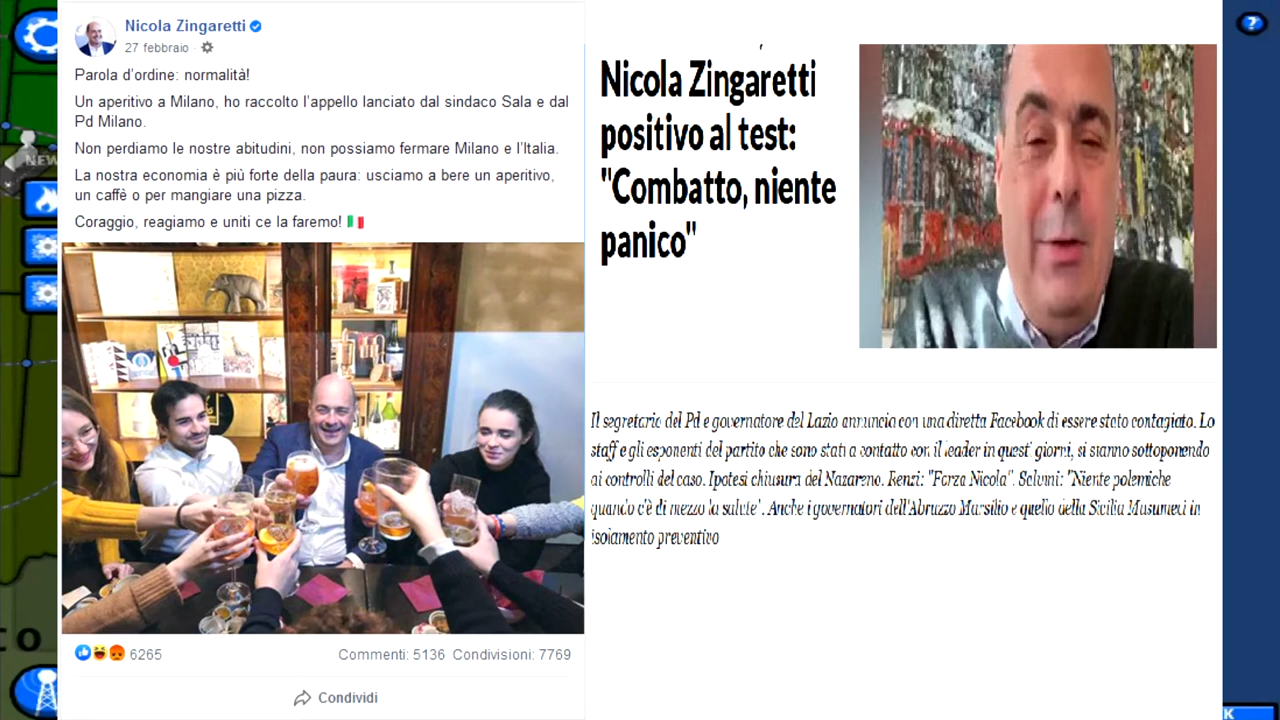 Nicola Zingaretti
27 febbraio ·
Parola d'ordine: normalità!
Un aperitivo a Milano, ho raccolto l'appello lanciato dal sindaco Sala e dal
Pd Milano.
Non perdiamo le nostre abitudini, non possiamo fermare Milano e l'Italia.
La nostra economia è più forte della paura: usciamo a bere un aperitivo,
un caffè o per mangiare una pizza.
Coraggio, reagiamo e uniti ce la faremo! 🇮🇹
6265
Commenti: 5136 Condivisioni: 7769
Condividi
Nicola Zingaretti
positivo al test:
"Combatto, niente
panico"
Il segretario del Pd e governatore del Lazio annuncia con una diretta Facebook di essere stato contagiato. Lo
staff e gli esponenti del partito che sono stati a contatto con il leader in questi giorni, si stanno sottoponendo
ai controlli del caso. Ipotesi chiusura del Nazareno. Renzi: "Forza Nicola". Salvini: "Niente polemiche
quando c'è di mezzo la salute". Anche i governatori dell'Abruzzo Marsilio e quello della Sicilia Musumeci in
isolamento preventivo
NEW
CO
?
K